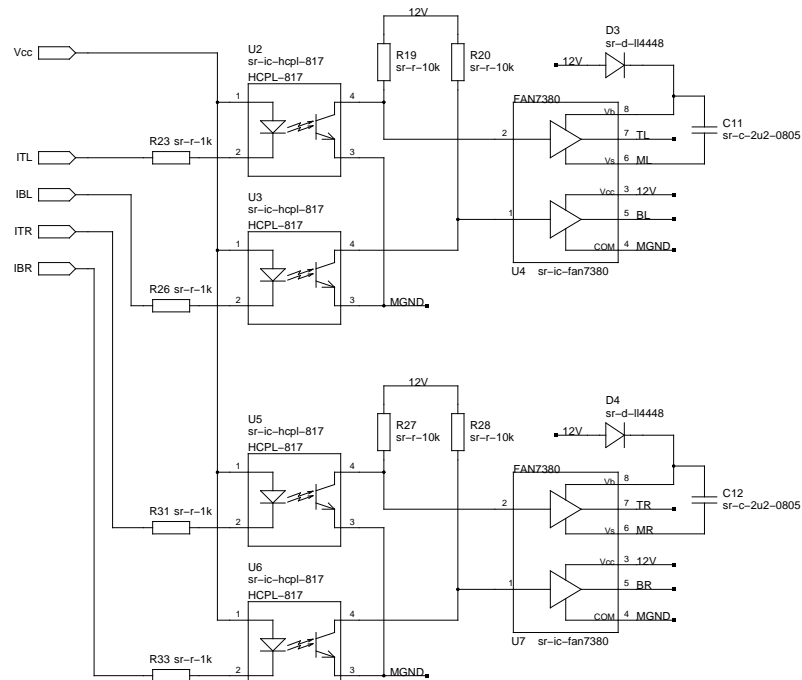 12V
Vcc
U2
sr-ic-hcpl-817
HCPL-817
R19
sr-r-10k
R20
sr-r-10k
D3
sr-d-ll4448
12V
FAN7380
C11
sr-c-2u2-0805
1
4
Vb 8
R23 sr-r-1k
2
3
2
7 TL
ITL
Vs 6 ML
IBL
U3
sr-ic-hcpl-817
HCPL-817
Vcc 3 12V
ITR
1
4
1
5 BL
COM 4 MGND
IBR
R26 sr-r-1k
2
3
MGND
U4 sr-ic-fan7380
12V
U5
sr-ic-hcpl-817
HCPL-817
R27
sr-r-10k
R28
sr-r-10k
D4
sr-d-ll4448
12V
FAN7380
C12
sr-c-2u2-0805
1
4
Vb 8
R31 sr-r-1k
2
3
2
7 TR
Vs 6 MR
U6
sr-ic-hcpl-817
HCPL-817
Vcc 3 12V
1
4
1
5 BR
COM 4 MGND
R33 sr-r-1k
2
3
MGND
U7 sr-ic-fan7380